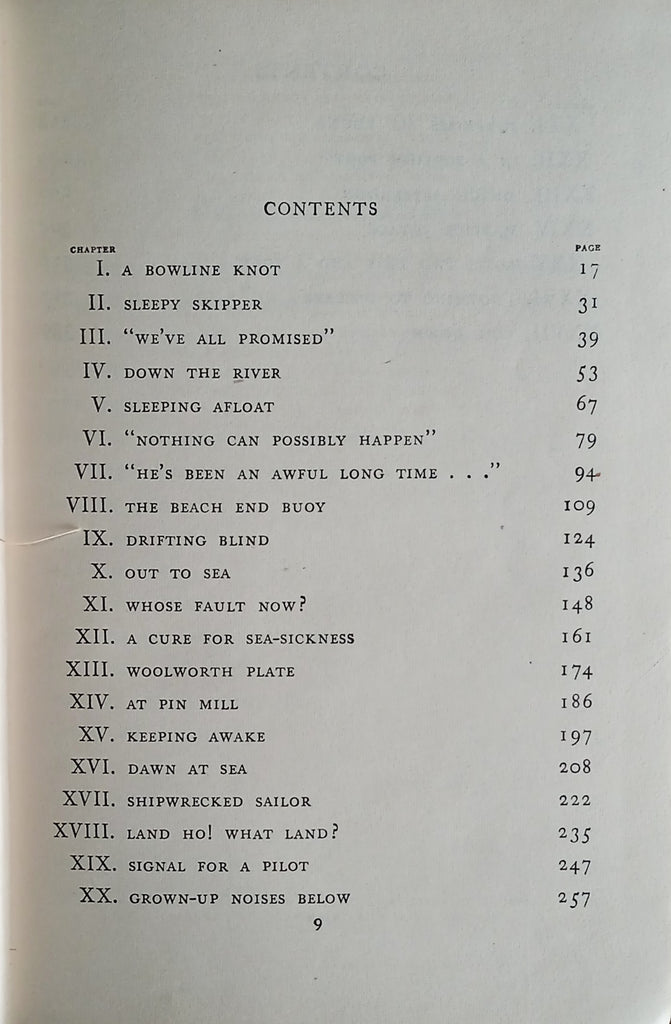 CONTENTS
CHAPTER PAGE
I. A BOWLINE KNOT 17
II. SLEEPY SKIPPER 31
III. "WE'VE ALL PROMISED" 39
IV. DOWN THE RIVER 53
V. SLEEPING AFLOAT 67
VI. "NOTHING CAN POSSIBLY HAPPEN" 79
VII. "HE'S BEEN AN AWFUL LONG TIME . . ." 94
VIII. THE BEACH END BUOY 109
IX. DRIFTING BLIND 124
X. OUT TO SEA 136
XI. WHOSE FAULT NOW? 148
XII. A CURE FOR SEA-SICKNESS 161
XIII. WOOLWORTH PLATE 174
XIV. AT PIN MILL 186
XV. KEEPING AWAKE 197
XVI. DAWN AT SEA 208
XVII. SHIPWRECKED SAILOR 222
XVIII. LAND HO! WHAT LAND? 235
XIX. SIGNAL FOR A PILOT 247
XX. GROWN-UP NOISES BELOW 257
9